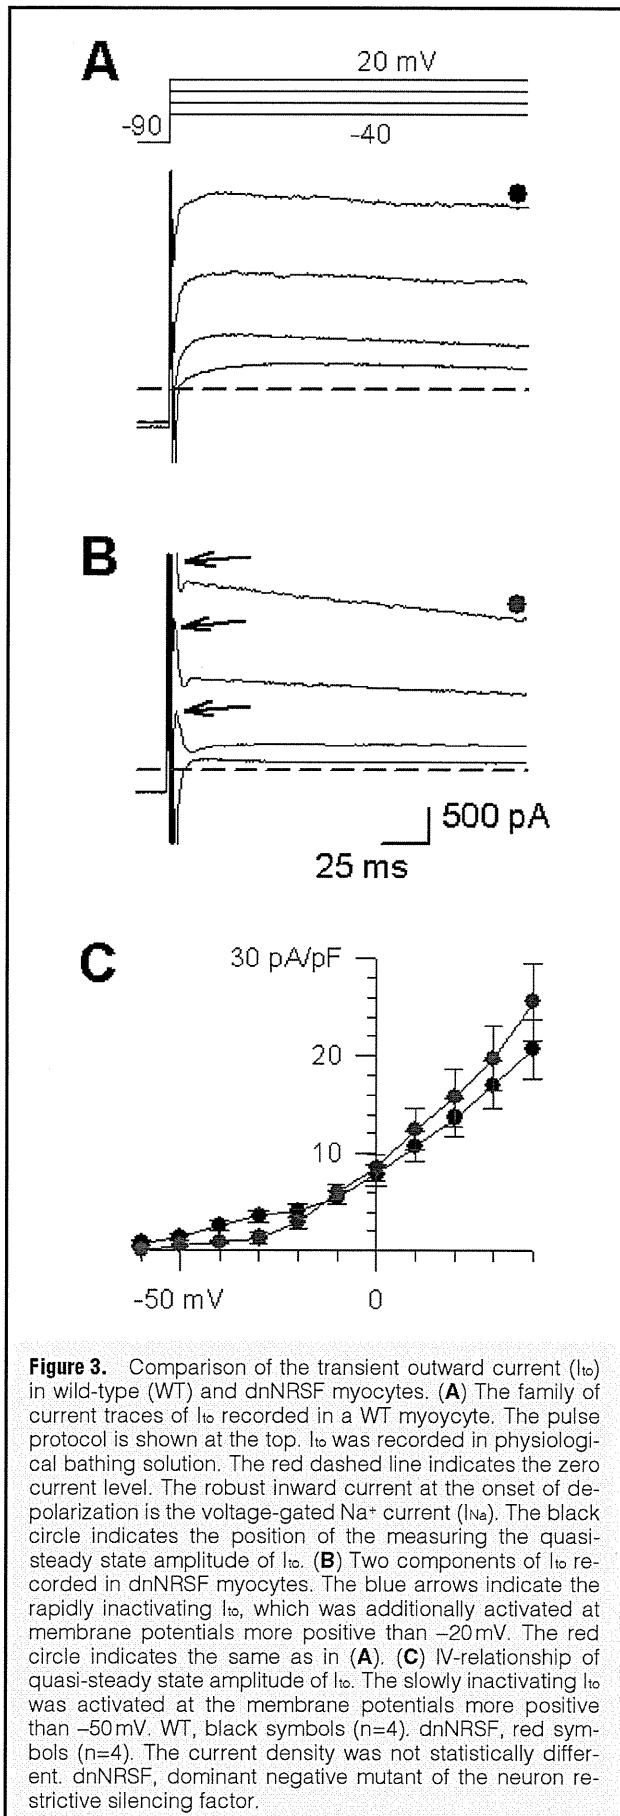 A
20 mV
-90
-40
B
500 pA
25 ms
C
30 pA/pF
20
10
-50 mV
0
Figure 3. Comparison of the transient outward current (Ito)
in wild-type (WT) and dnNRSF myocytes. (A) The family of
current traces of Ito recorded in a WT myoycyte. The pulse
protocol is shown at the top. Ito was recorded in physiologi-
cal bathing solution. The red dashed line indicates the zero
current level. The robust inward current at the onset of de-
polarization is the voltage-gated Na+ current (INa). The black
circle indicates the position of the measuring the quasi-
steady state amplitude of Ito. (B) Two components of Ito re-
corded in dnNRSF myocytes. The blue arrows indicate the
rapidly inactivating Ito, which was additionally activated at
membrane potentials more positive than –20 mV. The red
circle indicates the same as in (A). (C) IV-relationship of
quasi-steady state amplitude of Ito. The slowly inactivating Ito
was activated at the membrane potentials more positive
than –50 mV. WT, black symbols (n=4). dnNRSF, red sym-
bols (n=4). The current density was not statistically differ-
ent. dnNRSF, dominant negative mutant of the neuron re-
strictive silencing factor.